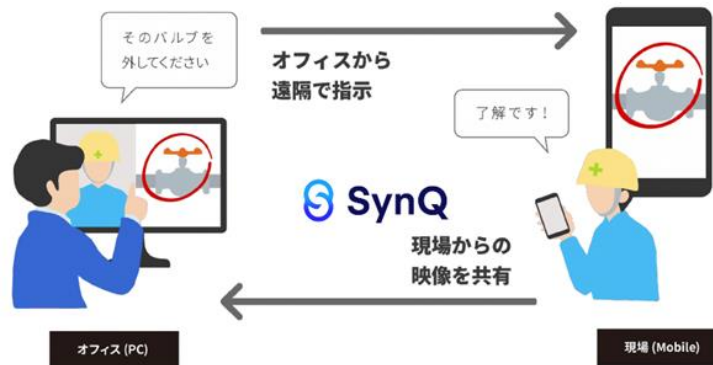 そのバルブを
外してください
オフィスから
遠隔で指示
了解です!
SynQ
現場からの
映像を共有
オフィス (PC)
現場 (Mobile)